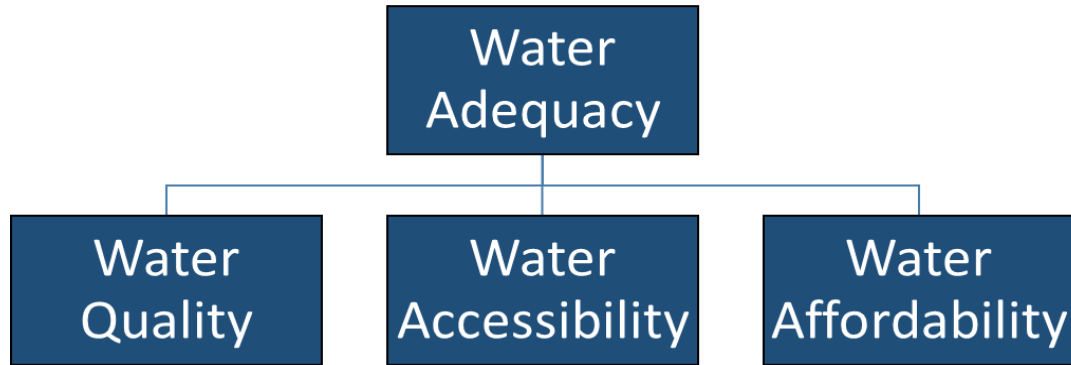 Water
Adequacy
Water
Quality
Water
Accessibility
Water
Affordability